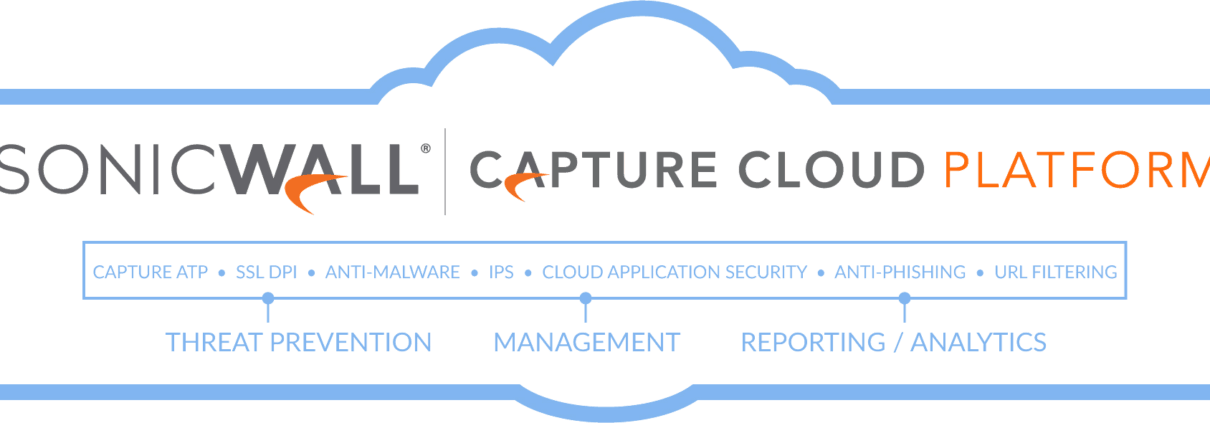 SONICWALL® CAPTURE CLOUD PLATFORM
CAPTURE ATP • SSL DPI • ANTI-MALWARE • IPS • CLOUD APPLICATION SECURITY • ANTI-PHISHING • URL FILTERING
THREAT PREVENTION MANAGEMENT REPORTING / ANALYTICS